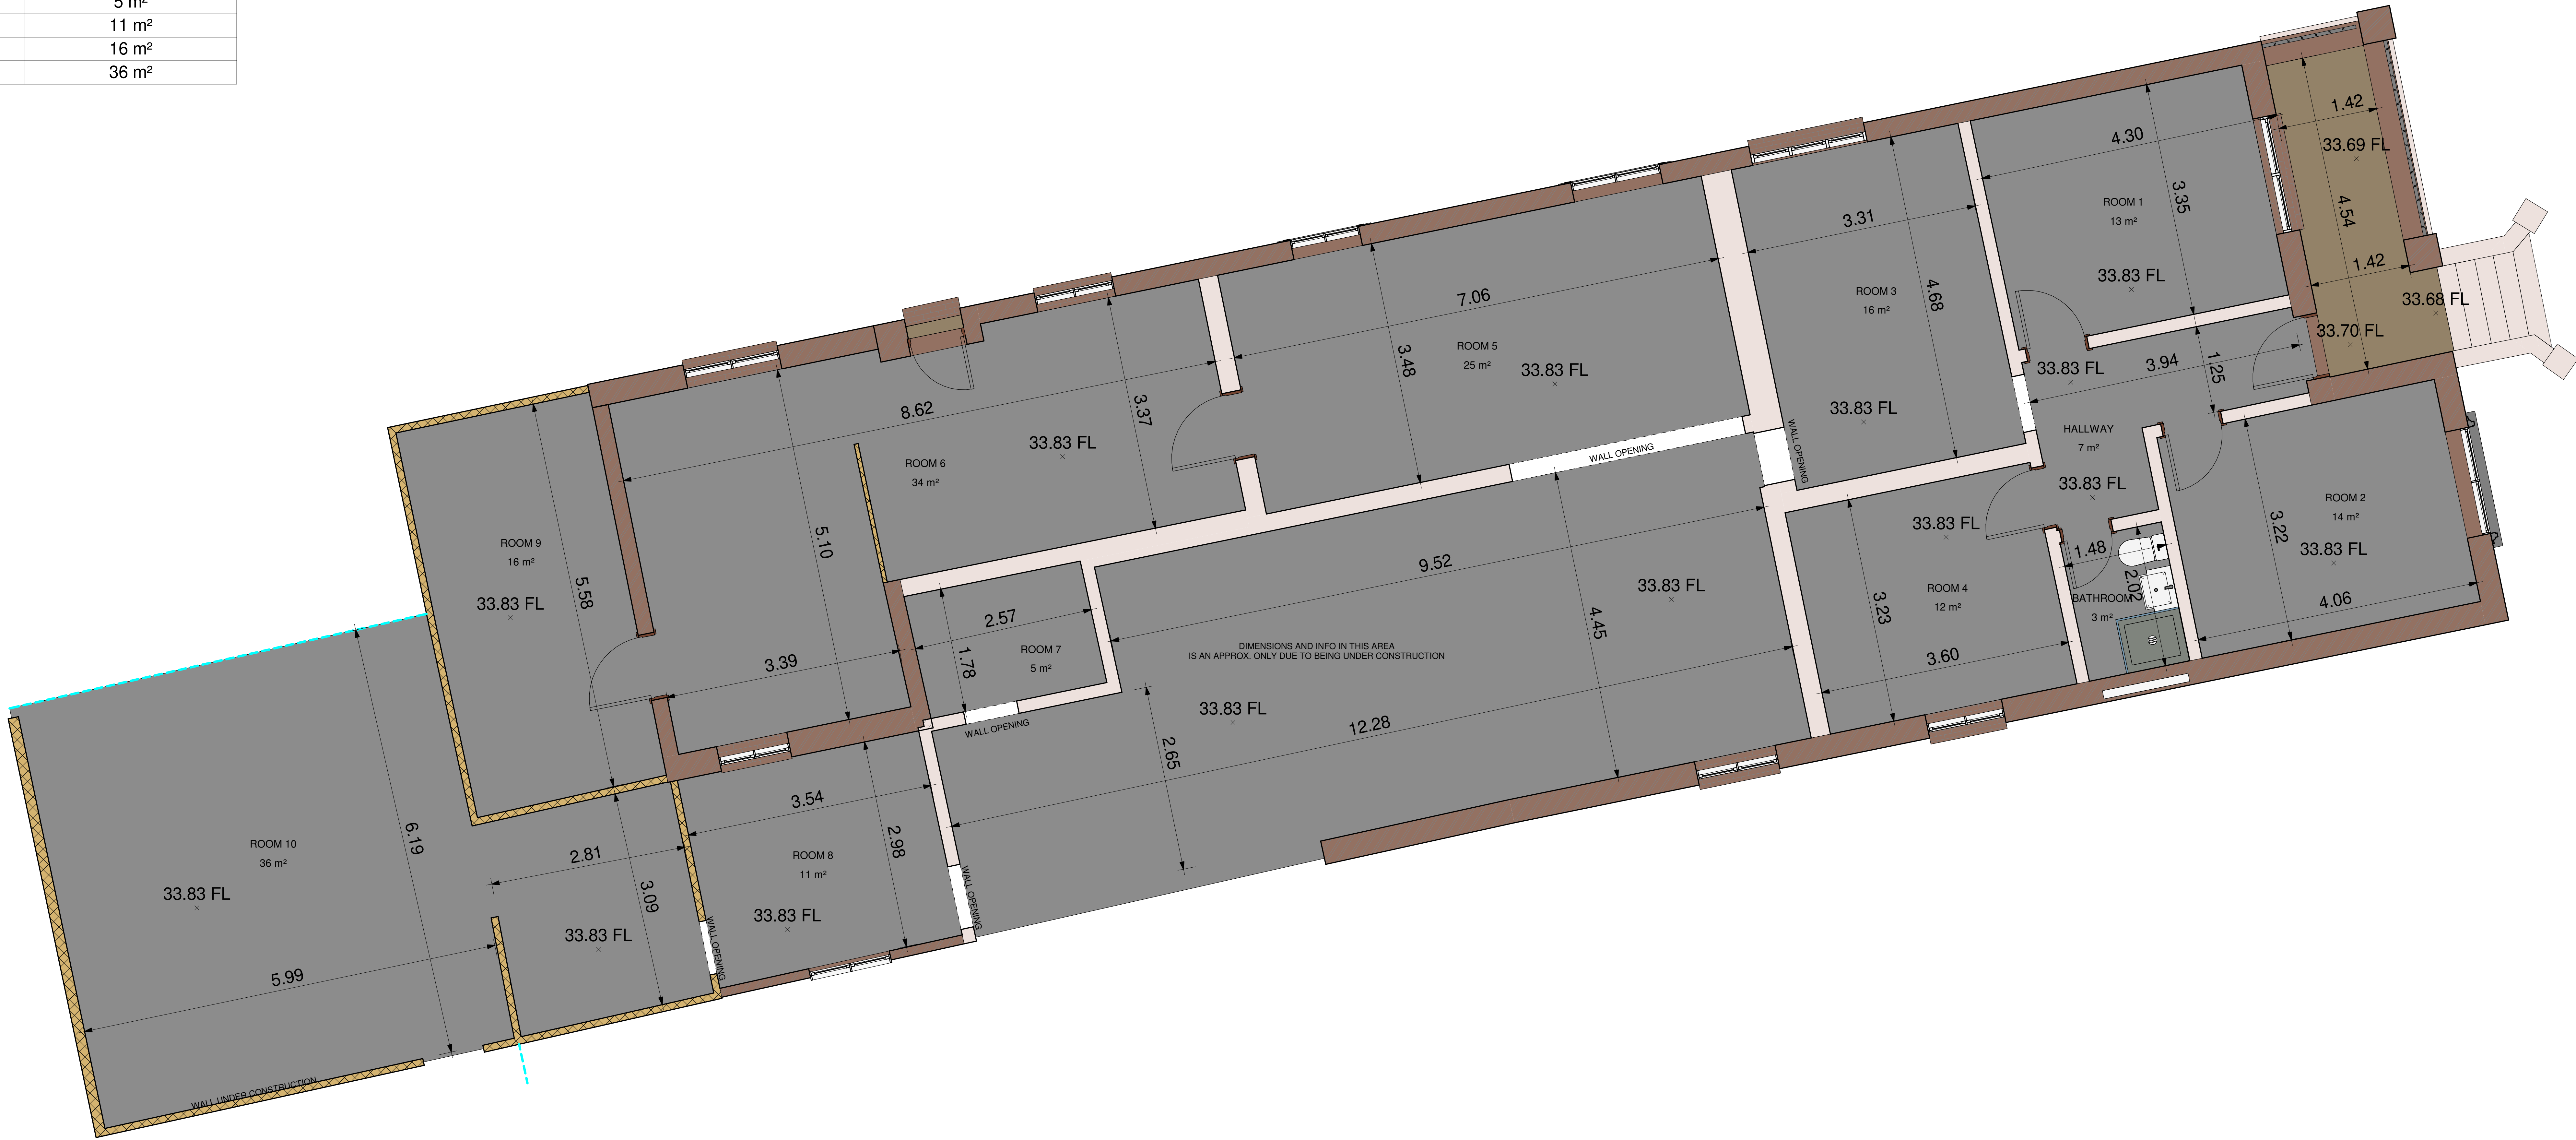 5 m²
11 m²
16 m²
36 m²
1.42
33.69 FL
4.30
3.35
ROOM 1
13 m²
33.83 FL
4.54
1.42
33.68 FL
33.70 FL
3.31
ROOM 3
16 m²
4.68
33.83 FL
33.83 FL
3.94
1.25
HALLWAY
7 m²
33.83 FL
7.06
ROOM 5
25 m²
3.48
33.83 FL
WALL OPENING
WALL OPENING
8.62
3.37
ROOM 6
34 m²
33.83 FL
5.10
3.39
ROOM 9
16 m²
33.83 FL
5.58
ROOM 2
14 m²
33.83 FL
3.22
4.06
1.48
2.02
BATHROOM
3 m²
33.83 FL
ROOM 4
12 m²
3.23
3.60
9.52
33.83 FL
4.45
DIMENSIONS AND INFO IN THIS AREA
IS AN APPROX. ONLY DUE TO BEING UNDER CONSTRUCTION
33.83 FL
12.28
2.65
2.57
ROOM 7
5 m²
1.78
WALL OPENING
3.54
2.98
ROOM 8
11 m²
33.83 FL
WALL OPENING
WALL OPENING
2.81
3.09
33.83 FL
6.19
ROOM 10
36 m²
33.83 FL
5.99
WALL UNDER CONSTRUCTION